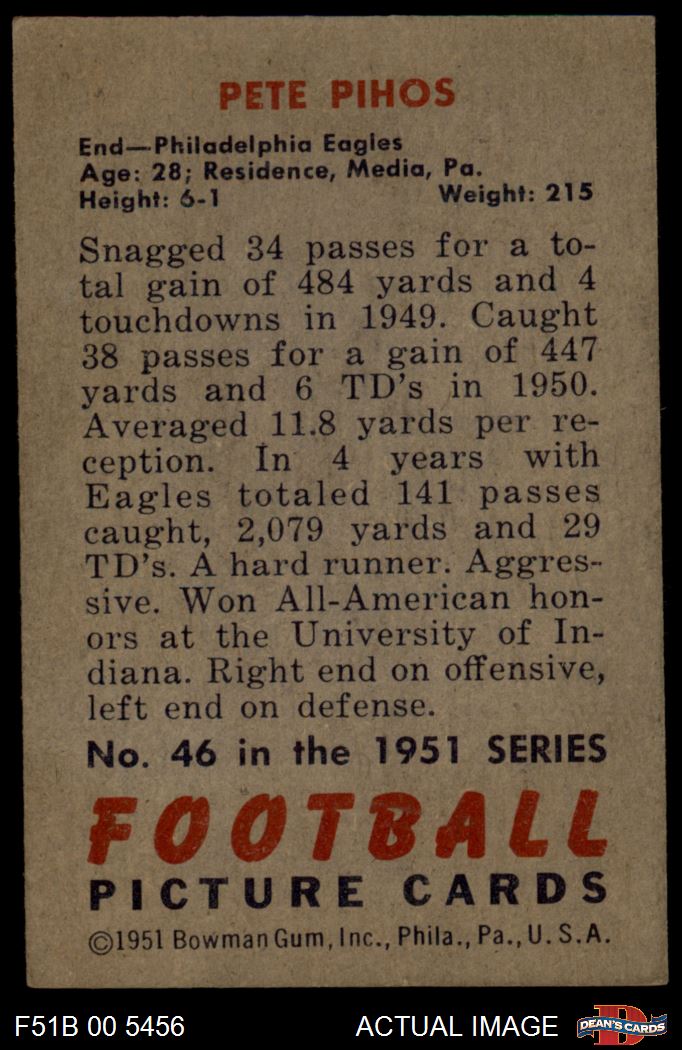 PETE PIHOS
End—Philadelphia Eagles
Age: 28; Residence, Media, Pa.
Height: 6-1 Weight: 215
Snagged 34 passes for a to-
tal gain of 484 yards and 4
touchdowns in 1949. Caught
38 passes for a gain of 447
yards and 6 TD's in 1950.
Averaged 11.8 yards per re-
ception. In 4 years with
Eagles totaled 141 passes
caught, 2,079 yards and 29
TD's. A hard runner. Aggres-
sive. Won All-American hon-
ors at the University of In-
diana. Right end on offensive,
left end on defense.
No. 46 in the 1951 SERIES
FOOTBALL
PICTURE CARDS
©1951 Bowman Gum, Inc., Phila., Pa., U.S.A.
F51B 00 5456 ACTUAL IMAGE D DEAN'S CARDS